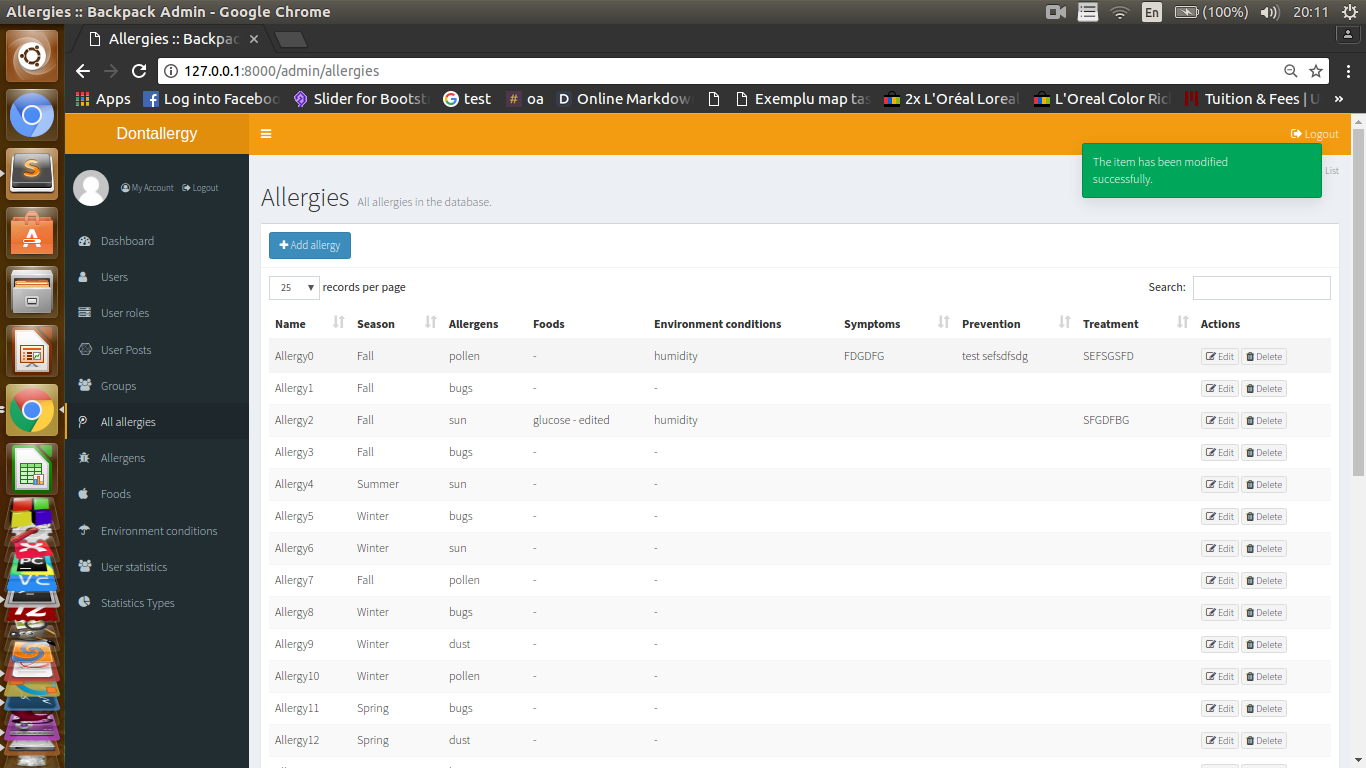 Allergies :: Backpack Admin - Google Chrome
En (100%) 20:11
Allergies :: Backpac
127.0.0.1:8000/admin/allergies
Apps Log into Faceboo Slider for Bootst test oa Online Markdow Exemplu map tas 2x L'Oréal Loreal L'Oreal Color Ric Tuition & Fees | U »
Dontallergy
Logout
My Account Logout
The item has been modified
successfully.
List
Allergies All allergies in the database.
Dashboard
Users
User roles
User Posts
Groups
All allergies
Allergens
Foods
Environment conditions
User statistics
Statistics Types
Add allergy
25 records per page
Search:
Name Season Allergens Foods Environment conditions Symptoms Prevention Treatment Actions
Allergy0 Fall pollen - humidity FDGDFG test sefsdfsdg SEFSGSFD Edit Delete
Allergy1 Fall bugs - - Edit Delete
Allergy2 Fall sun glucose - edited humidity SFGDFBG Edit Delete
Allergy3 Fall bugs - - Edit Delete
Allergy4 Summer sun - - Edit Delete
Allergy5 Winter bugs - - Edit Delete
Allergy6 Winter sun - - Edit Delete
Allergy7 Fall pollen - - Edit Delete
Allergy8 Winter bugs - - Edit Delete
Allergy9 Winter dust - - Edit Delete
Allergy10 Winter pollen - - Edit Delete
Allergy11 Spring bugs - - Edit Delete
Allergy12 Spring dust - - Edit Delete
PC